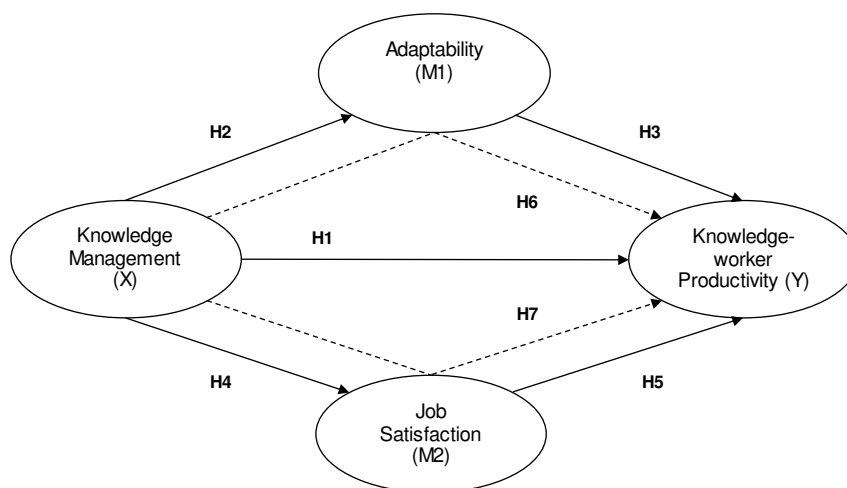 Adaptability
(M1)
H2
H3
H6
Knowledge
Management
(X)
H1
Knowledge-
worker
Productivity (Y)
H7
H4
H5
Job
Satisfaction
(M2)